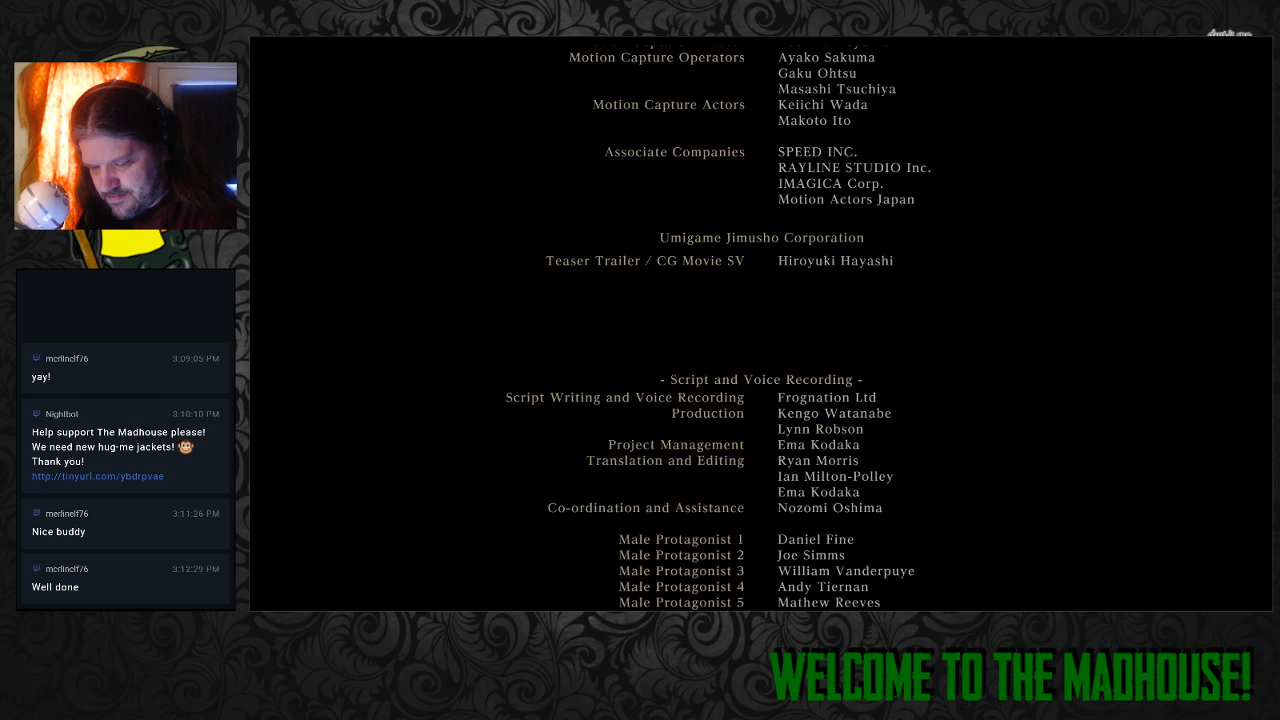 Motion Capture Operators Ayako Sakuma
Gaku Ohtsu
Masashi Tsuchiya
Motion Capture Actors Keiichi Wada
Makoto Ito
Associate Companies SPEED INC.
RAYLINE STUDIO Inc.
IMAGICA Corp.
Motion Actors Japan
Umigame Jimusho Corporation
Teaser Trailer / CG Movie SV Hiroyuki Hayashi
- Script and Voice Recording -
Script Writing and Voice Recording Frognation Ltd
Production Kengo Watanabe
Lynn Robson
Project Management Ema Kodaka
Translation and Editing Ryan Morris
Ian Milton-Polley
Ema Kodaka
Co-ordination and Assistance Nozomi Oshima
Male Protagonist 1 Daniel Fine
Male Protagonist 2 Joe Simms
Male Protagonist 3 William Vanderpuye
Male Protagonist 4 Andy Tiernan
Male Protagonist 5 Mathew Reeves
merlinelf76 3:09:05 PM
yay!
Nightbot 3:10:10 PM
Help support The Madhouse please!
We need new hug-me jackets! 🐵
Thank you!
http://tinyurl.com/ybdrpvae
merlinelf76 3:11:26 PM
Nice buddy
merlinelf76 3:12:29 PM
Well done
WELCOME TO THE MADHOUSE!